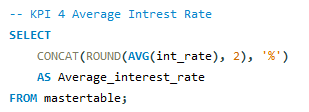 -- KPI 4 Average Intrest Rate
SELECT
CONCAT(ROUND(AVG(int_rate), 2), '%')
AS Average_interest_rate
FROM mastertable;